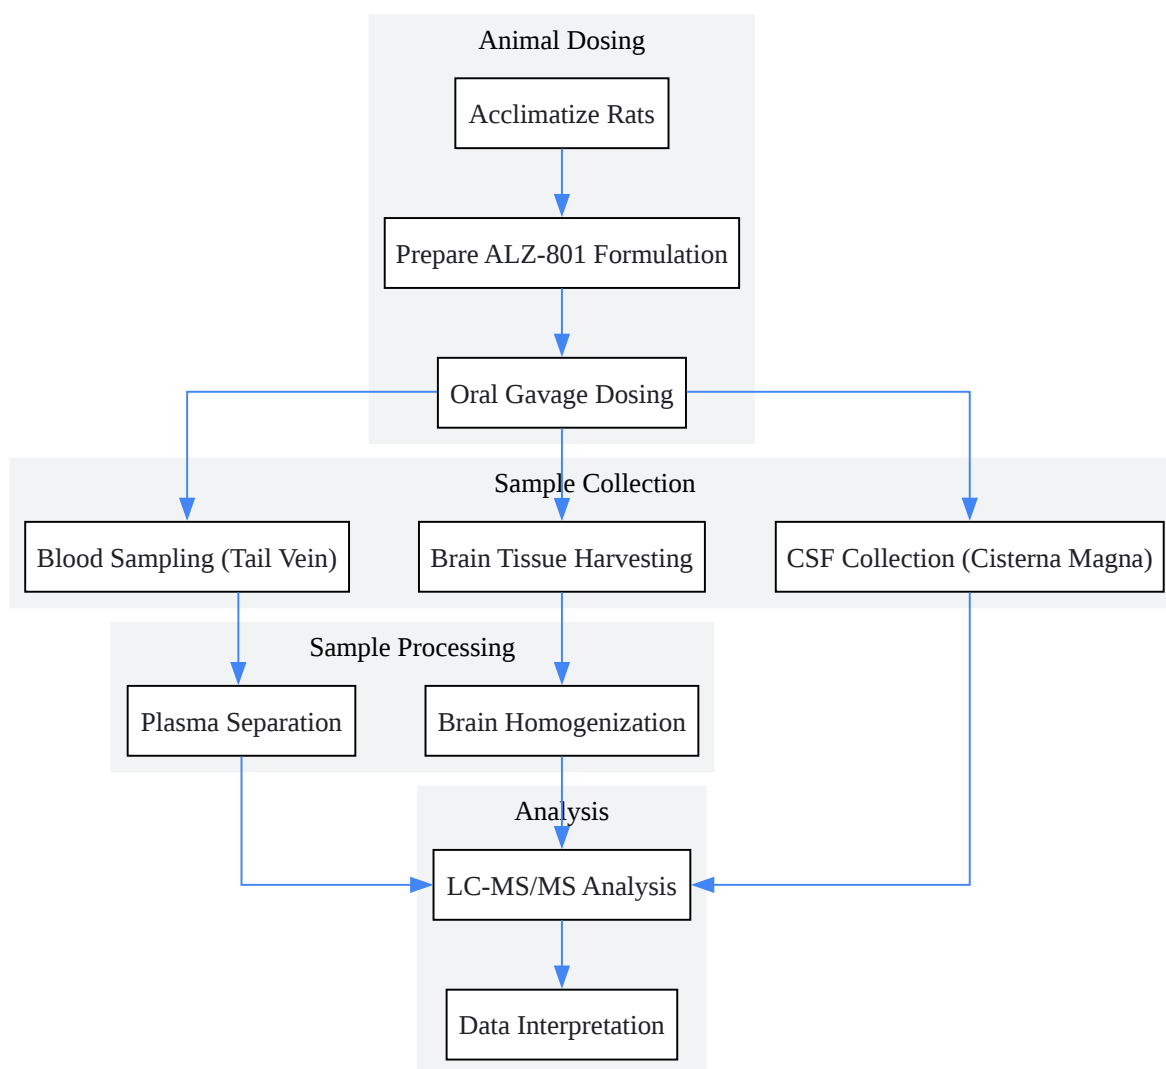 Animal Dosing
Acclimatize Rats
Prepare ALZ-801 Formulation
Oral Gavage Dosing
Sample Collection
Blood Sampling (Tail Vein)
Brain Tissue Harvesting
CSF Collection (Cisterna Magna)
Sample Processing
Plasma Separation
Brain Homogenization
Analysis
LC-MS/MS Analysis
Data Interpretation